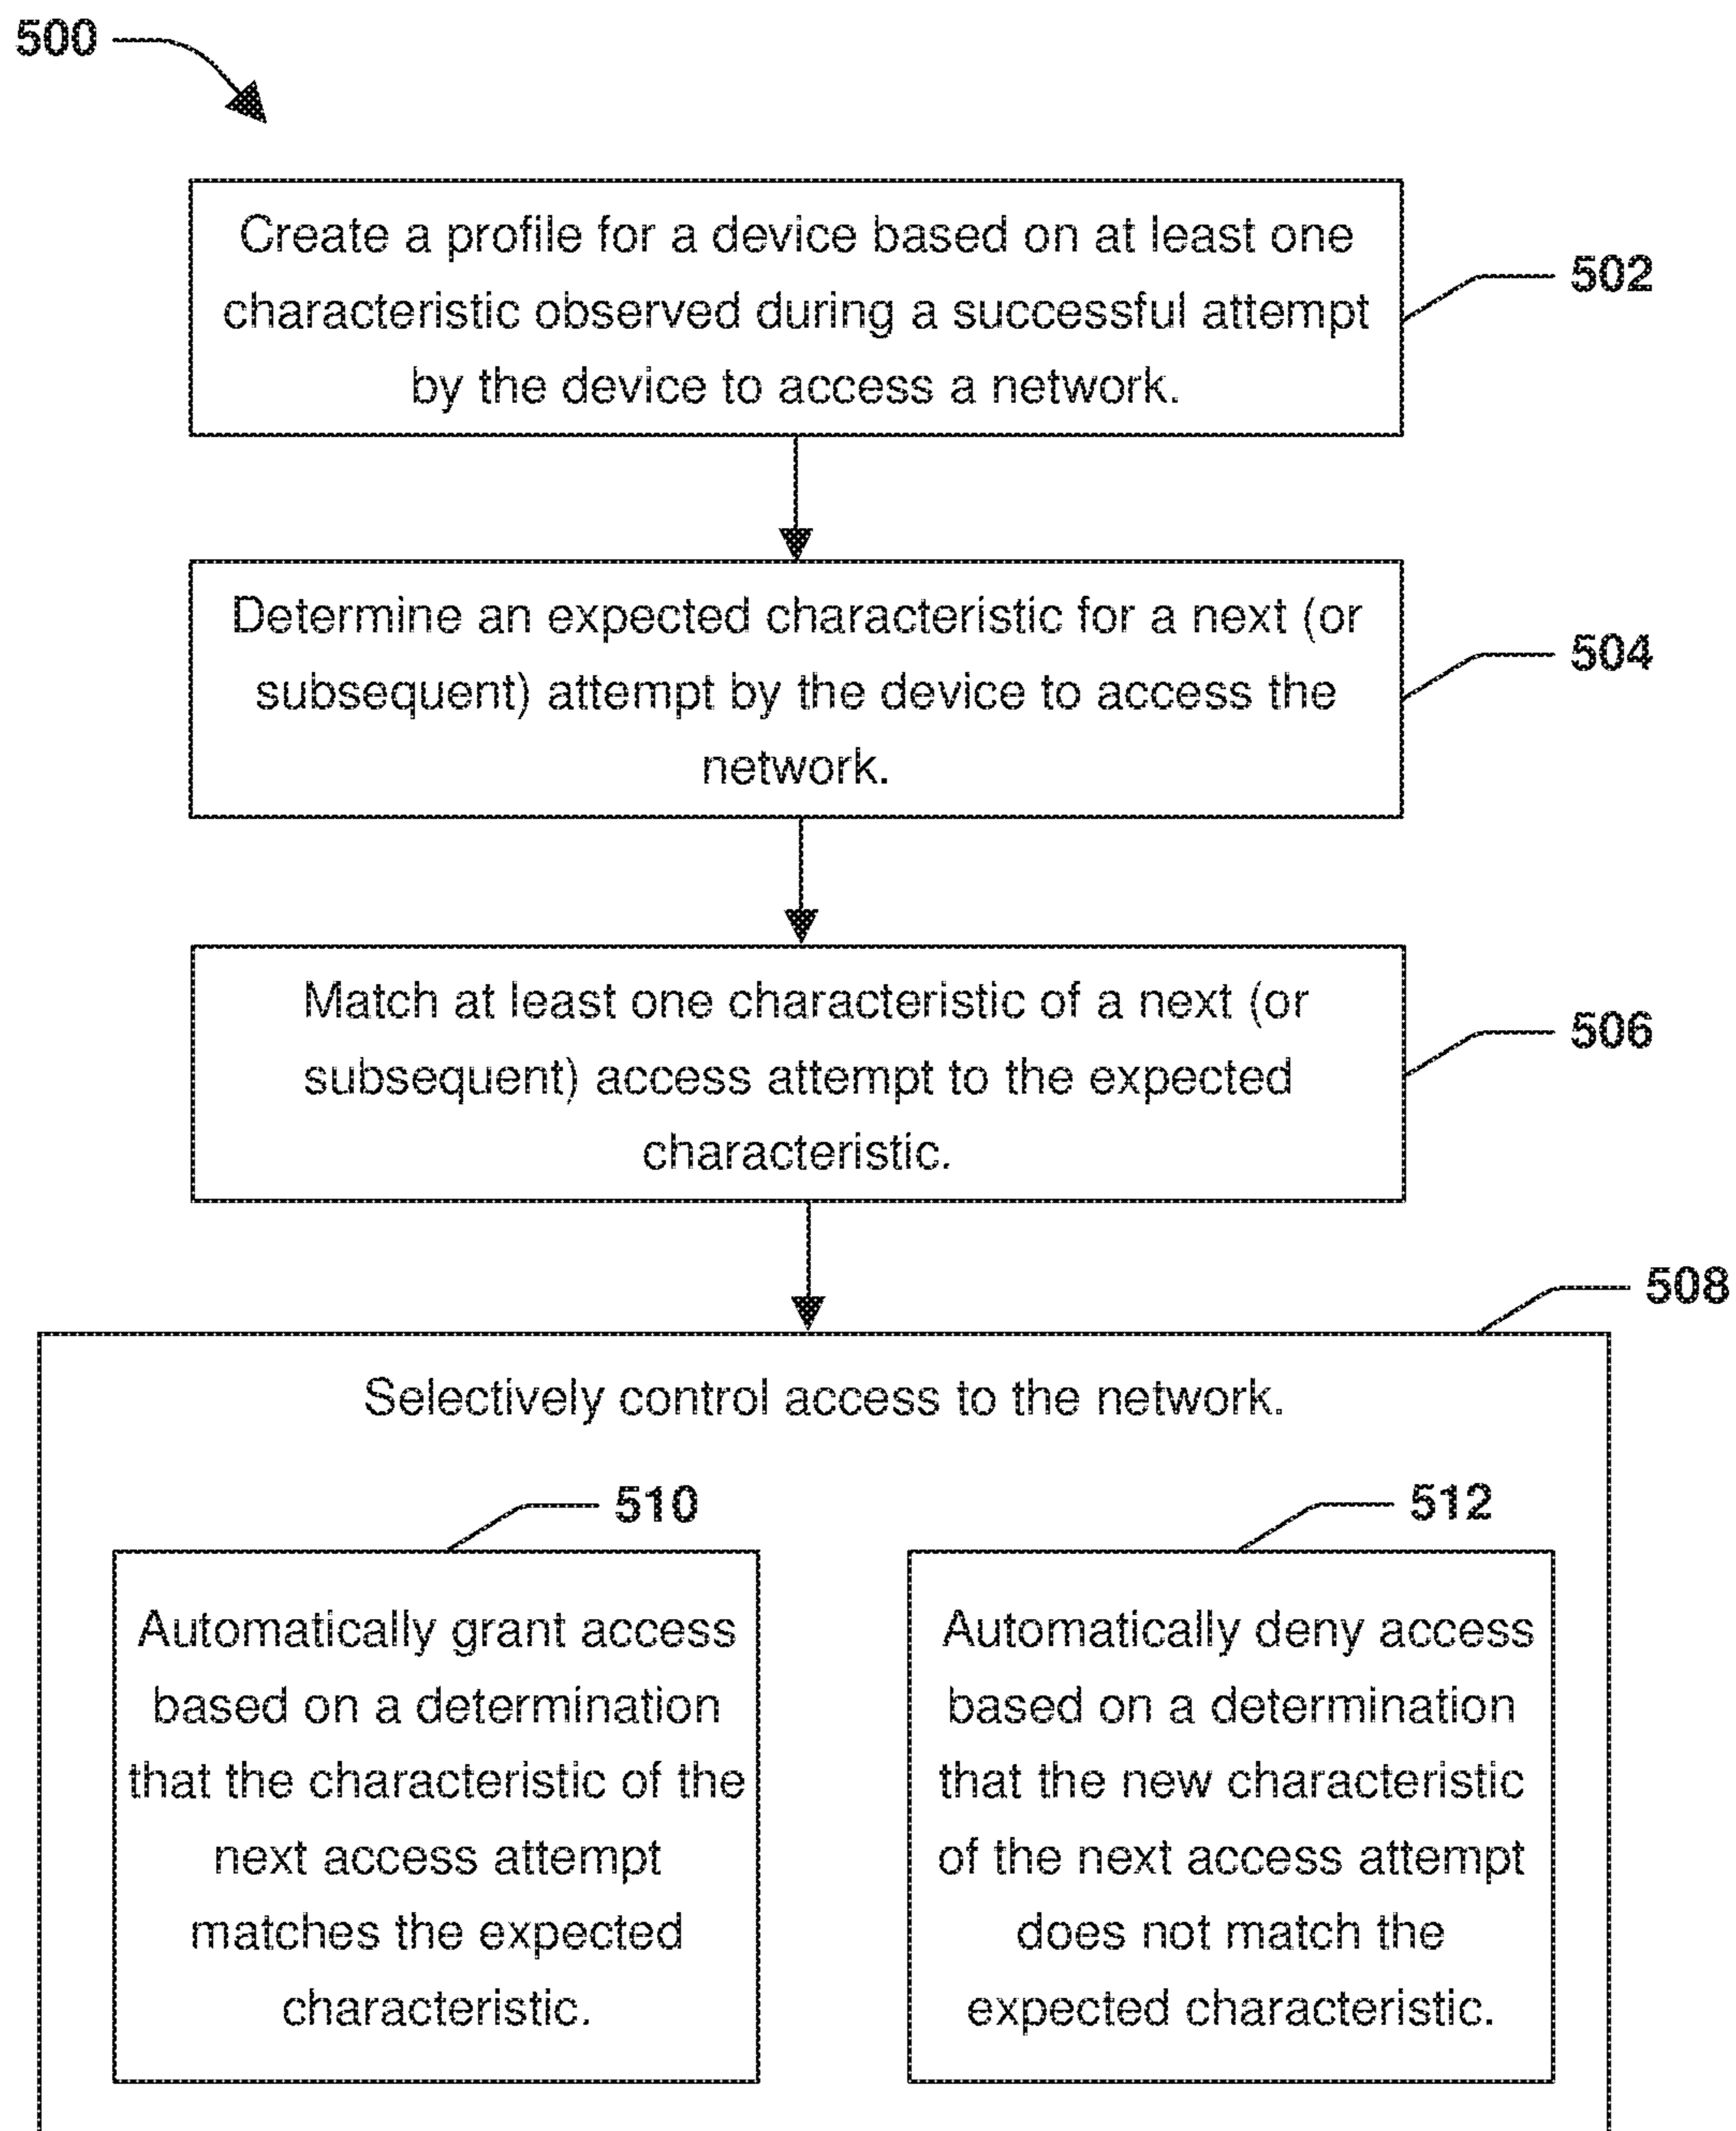 500
Create a profile for a device based on at least one
characteristic observed during a successful attempt
by the device to access a network.
502
Determine an expected characteristic for a next (or
subsequent) attempt by the device to access the
network.
504
Match at least one characteristic of a next (or
subsequent) access attempt to the expected
characteristic.
506
508
Selectively control access to the network.
510
Automatically grant access
based on a determination
that the characteristic of the
next access attempt
matches the expected
characteristic.
512
Automatically deny access
based on a determination
that the new characteristic
of the next access attempt
does not match the
expected characteristic.